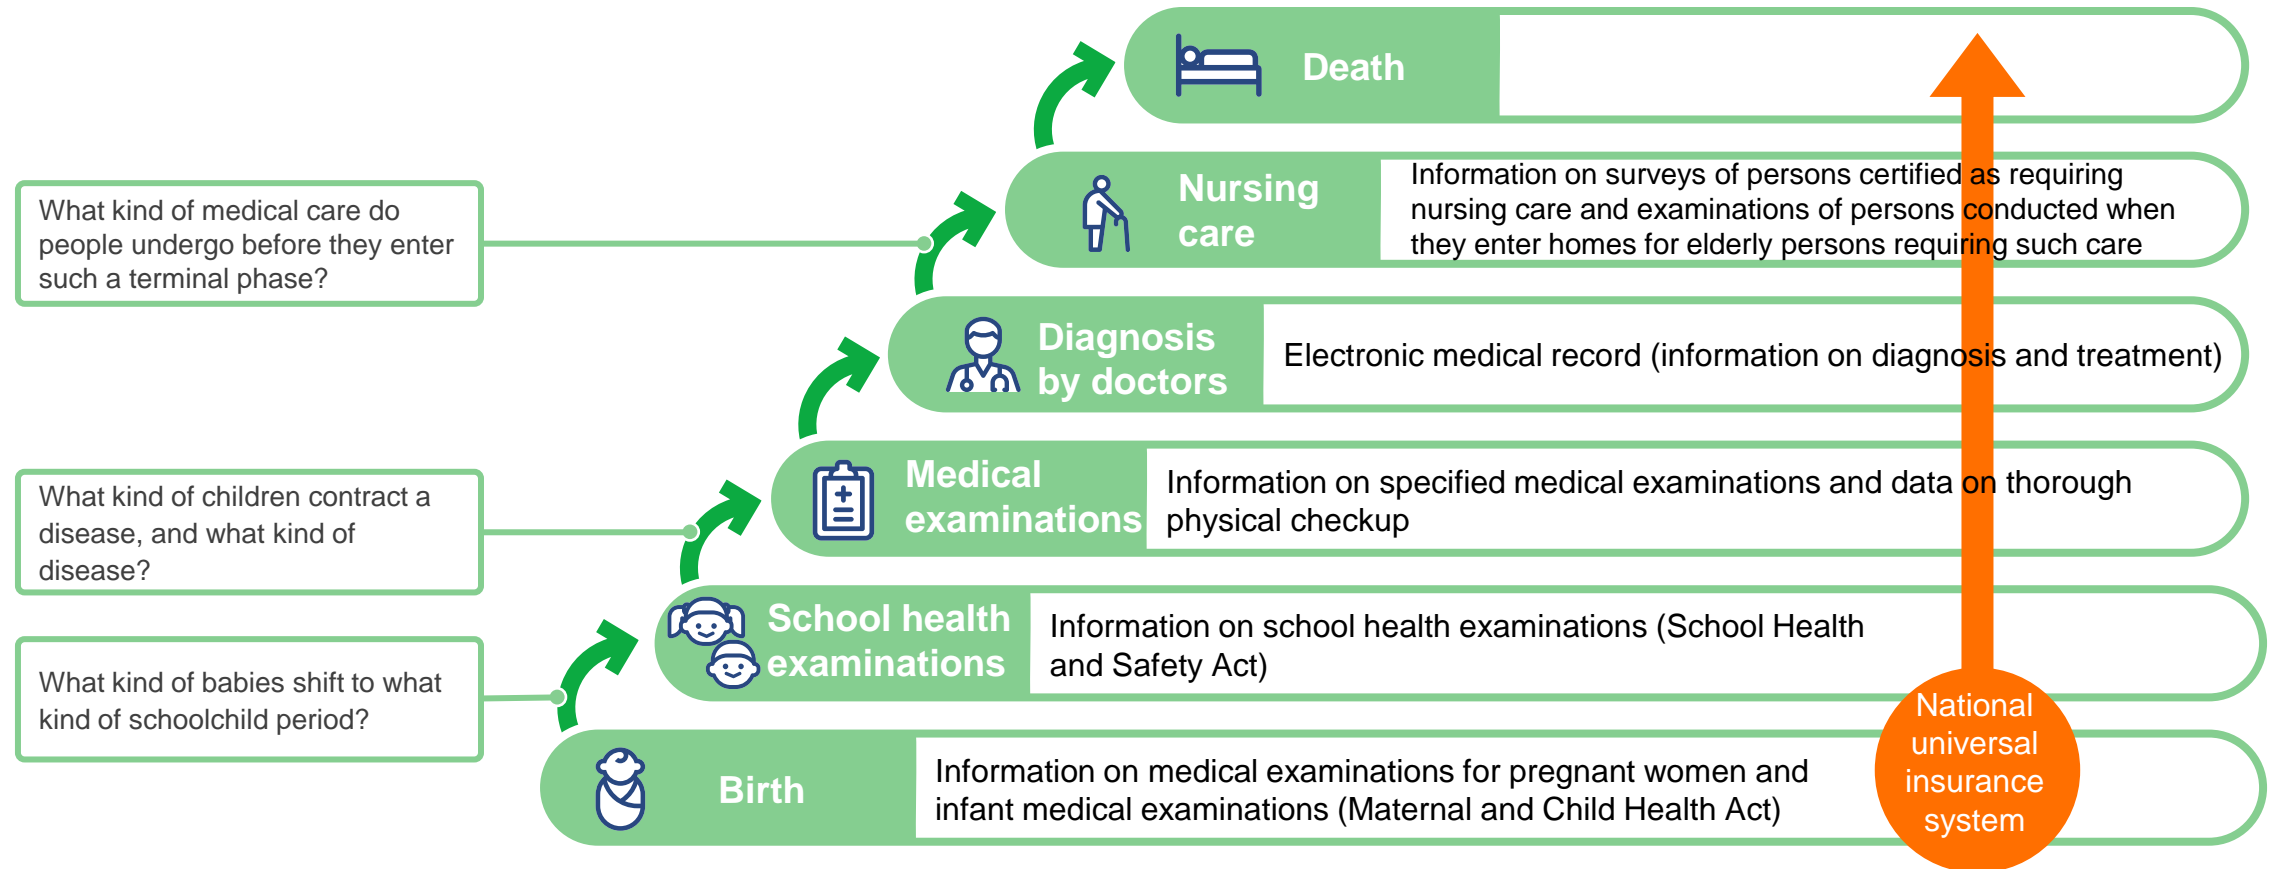 Death
Nursing
care
Information on surveys of persons certified as requiring
nursing care and examinations of persons conducted when
they enter homes for elderly persons requiring such care
What kind of medical care do
people undergo before they enter
such a terminal phase?
Diagnosis
by doctors
Electronic medical record (information on diagnosis and treatment)
Medical
examinations
Information on specified medical examinations and data on thorough
physical checkup
What kind of children contract a
disease, and what kind of
disease?
School health
examinations
Information on school health examinations (School Health
and Safety Act)
What kind of babies shift to what
kind of schoolchild period?
Birth
Information on medical examinations for pregnant women and
infant medical examinations (Maternal and Child Health Act)
National
universal
insurance
system